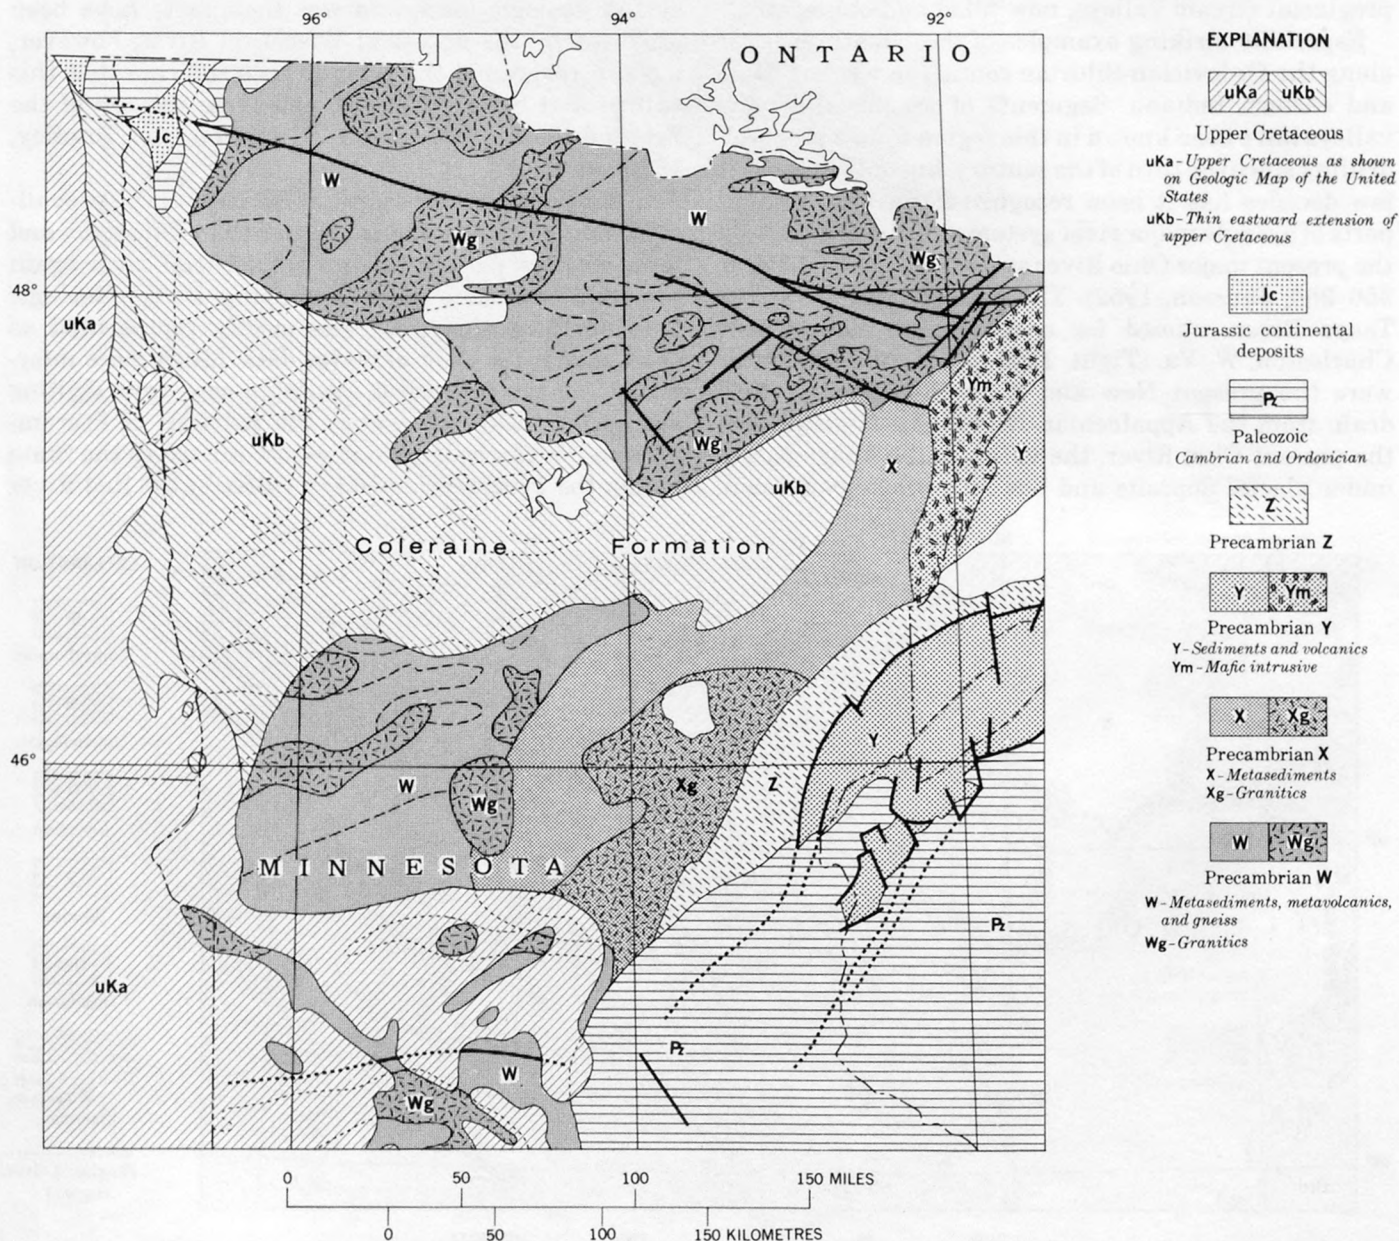 96°
94°
92°
ONTARIO
Jc
W
W
Wg
Wg
48°
uKa
Ym
uKb
Wg
X
Y
uKb
Coleraine Formation
46°
Y
W
Wg
Xg
Z
MINNESOTA
Pz
uKa
Pz
W
Wg
0 50 100 150 MILES
0 50 100 150 KILOMETRES
EXPLANATION
uKa uKb
Upper Cretaceous
uKa-Upper Cretaceous as shown
on Geologic Map of the United
States
uKb-Thin eastward extension of
upper Cretaceous
Jc
Jurassic continental
deposits
Pz
Paleozoic
Cambrian and Ordovician
Z
Precambrian Z
Y Ym
Precambrian Y
Y-Sediments and volcanics
Ym-Mafic intrusive
X Xg
Precambrian X
X-Metasediments
Xg-Granitics
W Wg
Precambrian W
W-Metasediments, metavolcanics,
and gneiss
Wg-Granitics